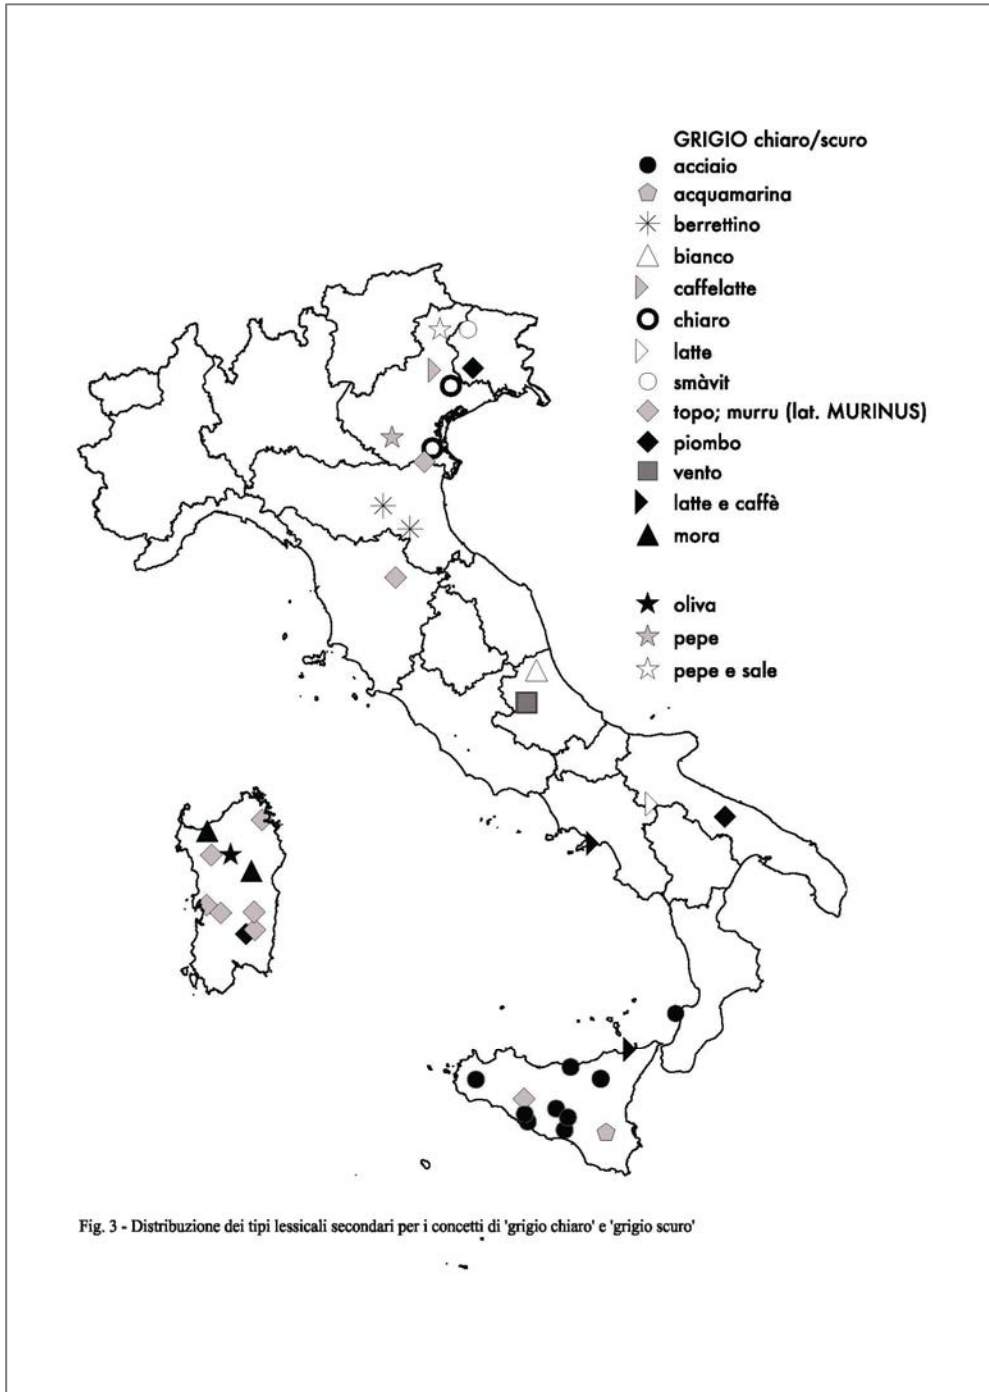 GRIGIO chiaro/scuro
acciaio
acquamarina
berrettino
bianco
caffelatte
chiaro
latte
smàvit
topo; murru (lat. MURINUS)
piombo
vento
latte e caffè
mora
oliva
pepe
pepe e sale
Fig. 3 - Distribuzione dei tipi lessicali secondari per i concetti di 'grigio chiaro' e 'grigio scuro'